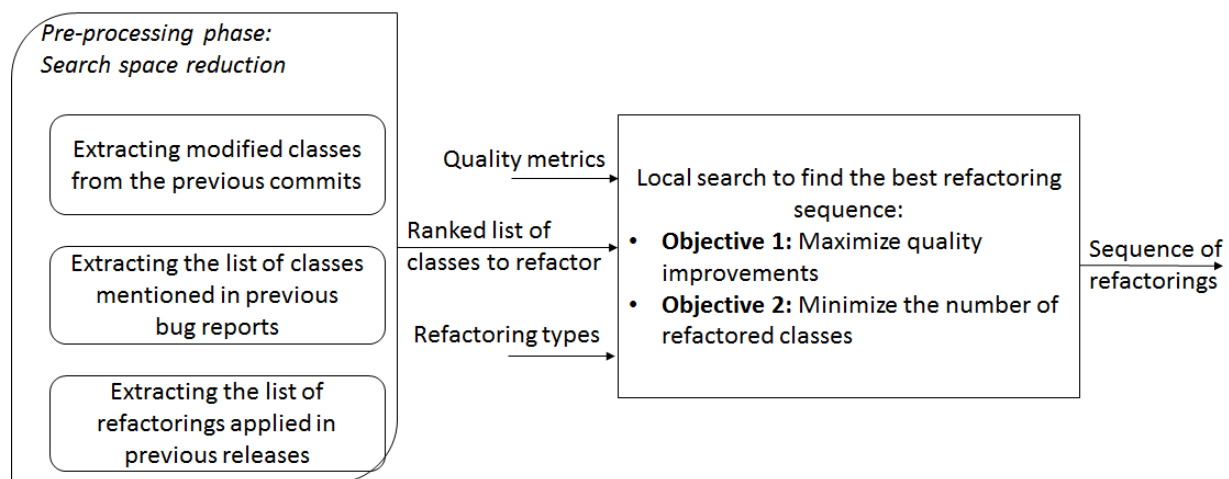 Pre-processing phase:
Search space reduction
Extracting modified classes
from the previous commits
Extracting the list of classes
mentioned in previous
bug reports
Extracting the list of
refactorings applied in
previous releases
Quality metrics
Ranked list of
classes to refactor
Refactoring types
Local search to find the best refactoring
sequence:
• Objective 1: Maximize quality
improvements
• Objective 2: Minimize the number of
refactored classes
Sequence of
refactorings